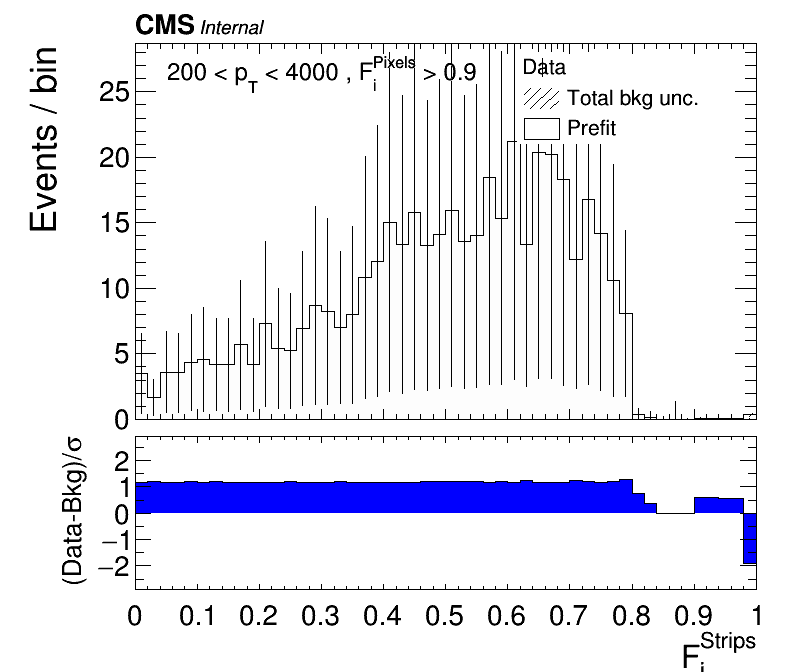 CMS Internal
200 < p_T < 4000 , F_i^Pixels > 0.9
Data
Total bkg unc.
Prefit
Events / bin
25
20
15
10
5
0
(Data-Bkg)/σ
2
1
0
−1
−2
0 0.1 0.2 0.3 0.4 0.5 0.6 0.7 0.8 0.9 1
F_i^Strips